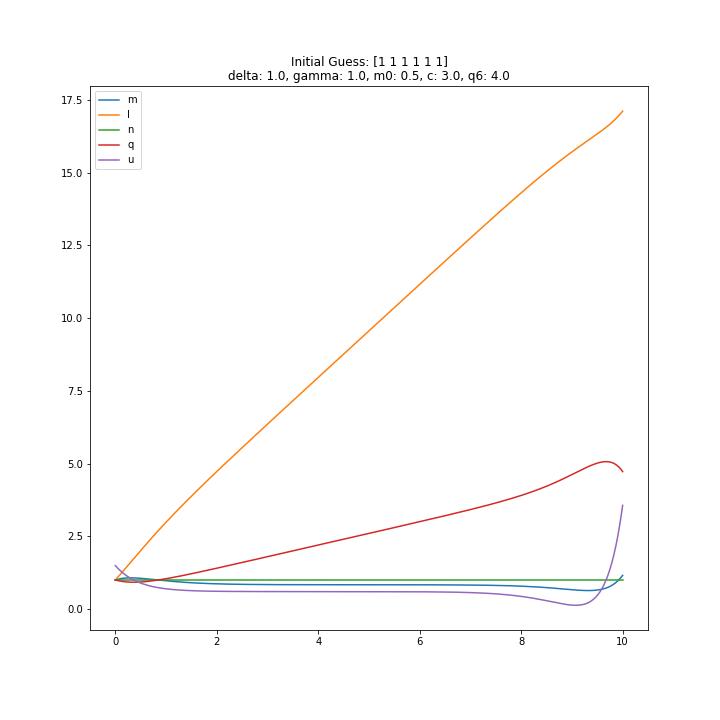 Initial Guess: [1 1 1 1 1 1]
delta: 1.0, gamma: 1.0, m0: 0.5, c: 3.0, q6: 4.0
m
l
n
q
u
17.5
15.0
12.5
10.0
7.5
5.0
2.5
0.0
0 2 4 6 8 10